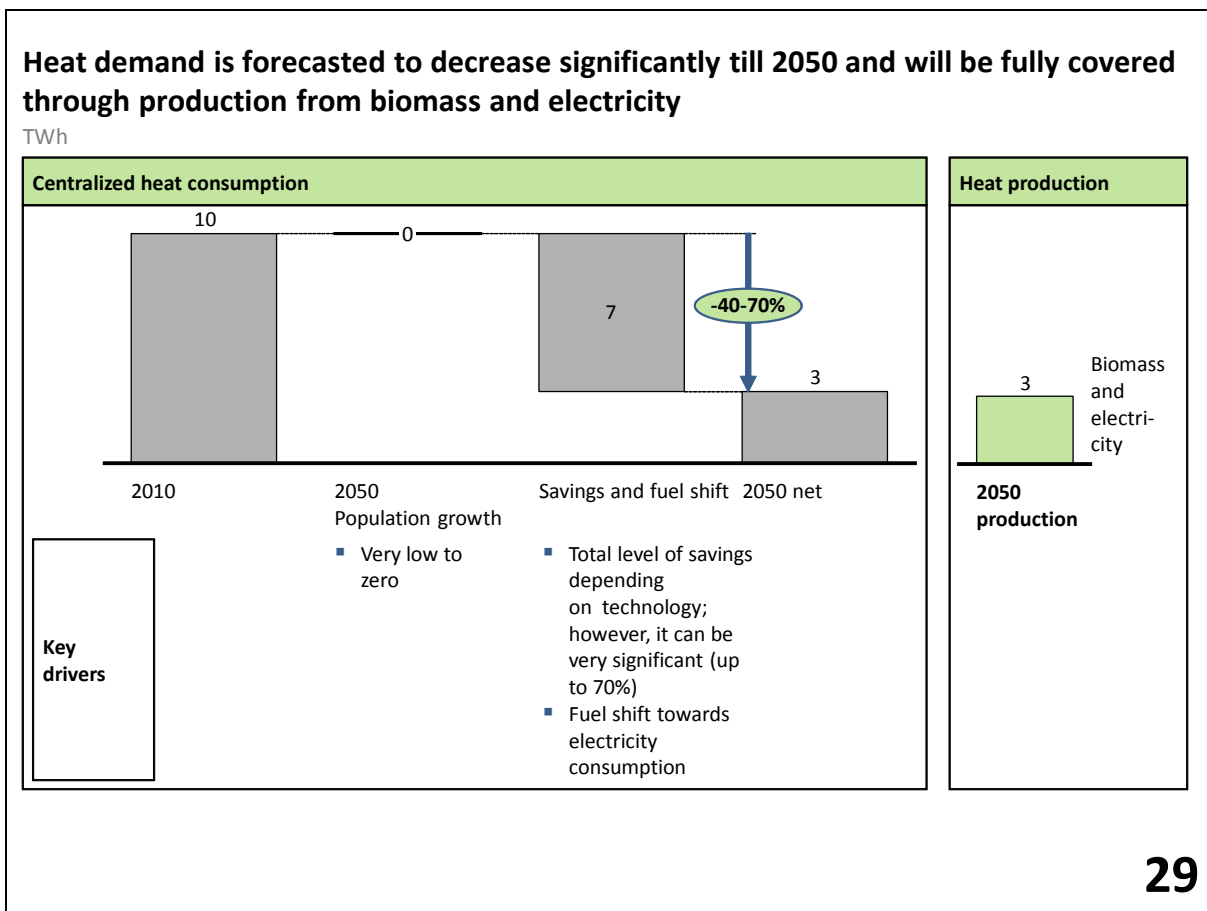 Heat demand is forecasted to decrease significantly till 2050 and will be fully covered
through production from biomass and electricity
TWh
Centralized heat consumption
10
0
7
-40-70%
3
2010
2050
Population growth
Savings and fuel shift
2050 net
Key
drivers
▪ Very low to
zero
▪ Total level of savings
depending
on technology;
however, it can be
very significant (up
to 70%)
▪ Fuel shift towards
electricity
consumption
Heat production
3
Biomass
and
electri-
city
2050
production
29